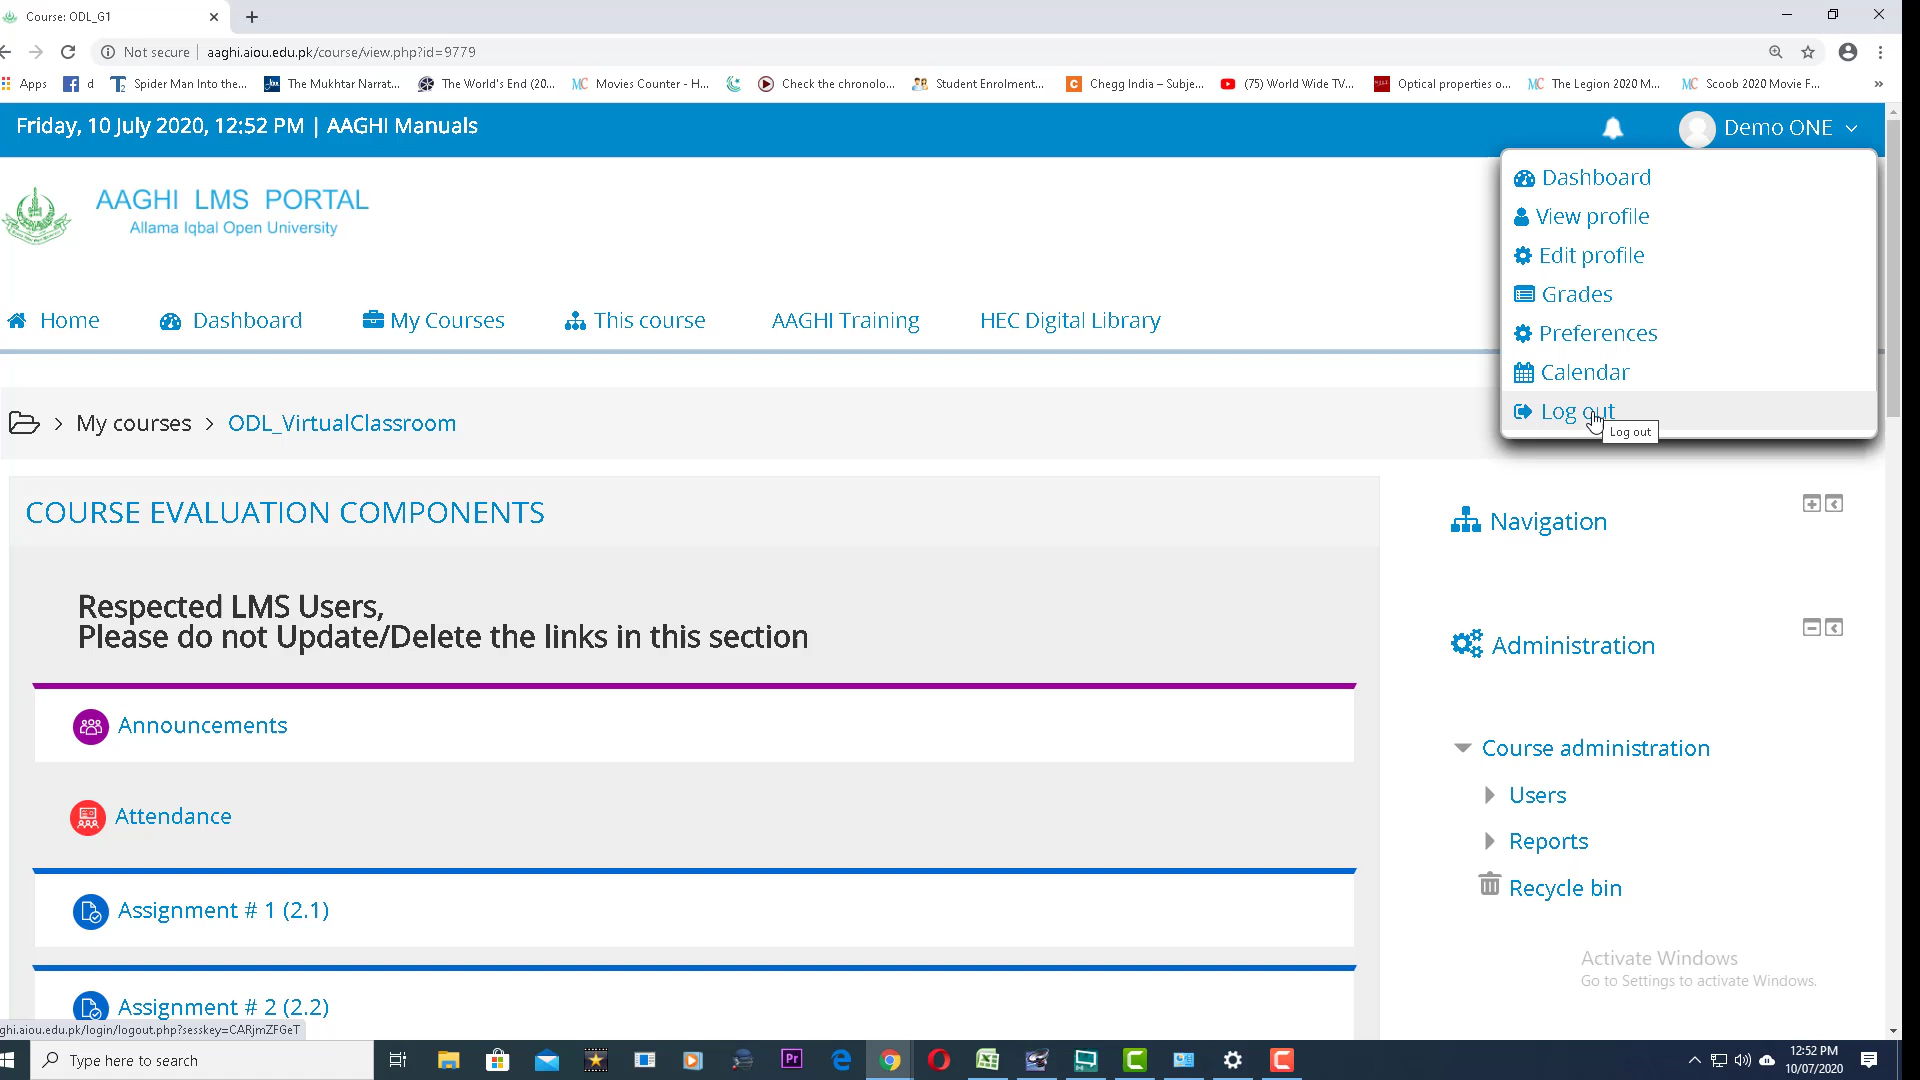 Course: ODL_G1
Not secure
aaghi.aiou.edu.pk/course/view.php?id=9779
Apps
d
Spider Man Into the...
The Mukhtar Narrat...
The World's End (20...
MC
Movies Counter - H...
Check the chronolo...
Student Enrolment...
Chegg India – Subje...
(75) World Wide TV...
Optical properties o...
MC
The Legion 2020 M...
MC
Scoob 2020 Movie F...
»
Friday, 10 July 2020, 12:52 PM | AAGHI Manuals
Demo ONE
Dashboard
View profile
Edit profile
Grades
Preferences
Calendar
Log out
Log out
AAGHI LMS PORTAL
Allama Iqbal Open University
Home
Dashboard
My Courses
This course
AAGHI Training
HEC Digital Library
My courses
ODL_VirtualClassroom
COURSE EVALUATION COMPONENTS
Respected LMS Users,
Please do not Update/Delete the links in this section
Announcements
Attendance
Assignment # 1 (2.1)
Assignment # 2 (2.2)
Navigation
Administration
Course administration
Users
Reports
Recycle bin
Activate Windows
Go to Settings to activate Windows.
ghi.aiou.edu.pk/login/logout.php?sesskey=CARjmZFGeT
Type here to search
Pr
12:52 PM
10/07/2020